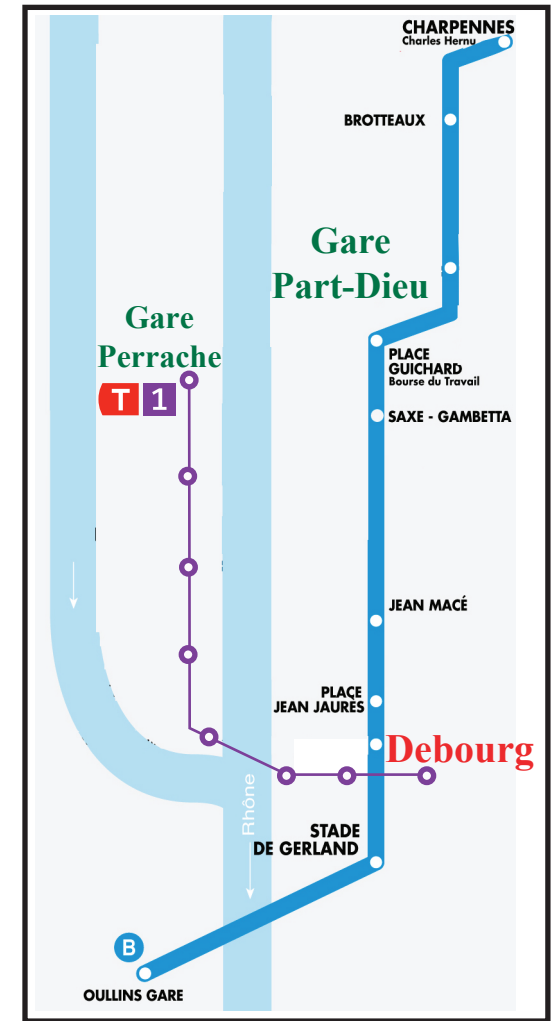 CHARPENNES
Charles Hernu
BROTTEAUX
Gare
Part-Dieu
Gare
Perrache
T 1
PLACE
GUICHARD
Bourse du Travail
SAXE - GAMBETTA
JEAN MACÉ
PLACE
JEAN JAURÈS
Debourg
Rhône
STADE
DE GERLAND
B
OULLINS GARE